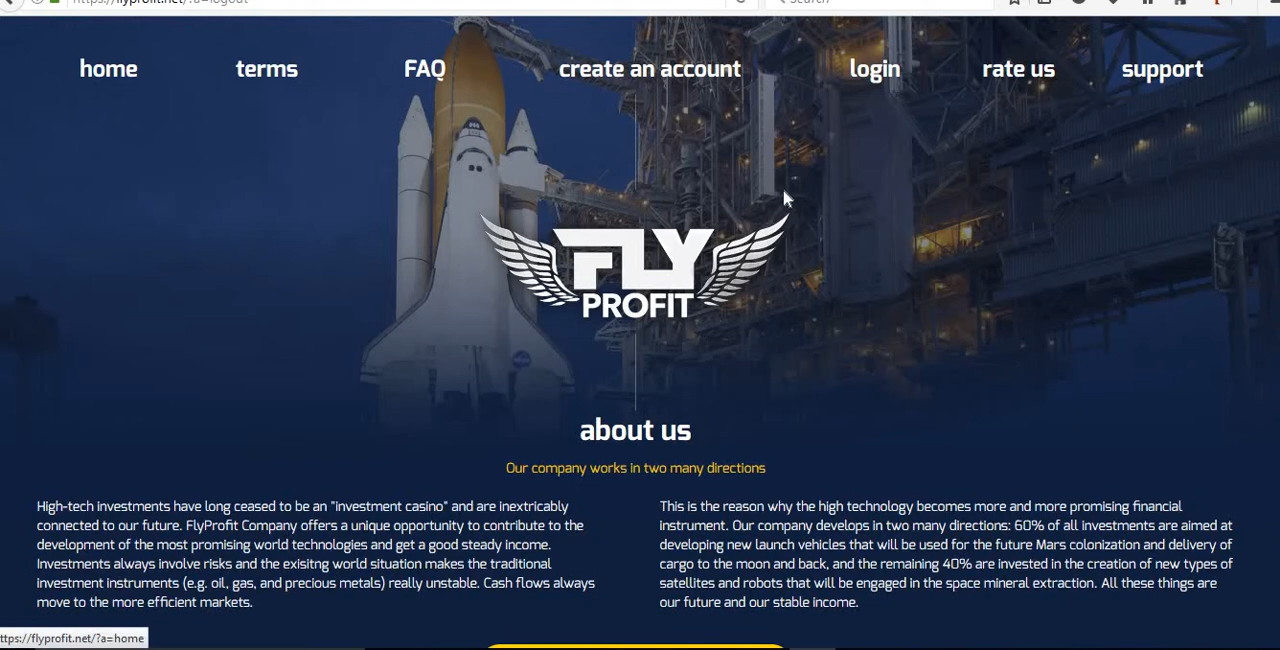 https://flyprofit.net/?a=logout
Search
home
terms
FAQ
create an account
login
rate us
support
FLY
PROFIT
about us
Our company works in two many directions
High-tech investments have long ceased to be an "investment casino" and are inextricably
connected to our future. FlyProfit Company offers a unique opportunity to contribute to the
development of the most promising world technologies and get a good steady income.
Investments always involve risks and the exisitng world situation makes the traditional
investment instruments (e.g. oil, gas, and precious metals) really unstable. Cash flows always
move to the more efficient markets.
This is the reason why the high technology becomes more and more promising financial
instrument. Our company develops in two many directions: 60% of all investments are aimed at
developing new launch vehicles that will be used for the future Mars colonization and delivery of
cargo to the moon and back, and the remaining 40% are invested in the creation of new types of
satellites and robots that will be engaged in the space mineral extraction. All these things are
our future and our stable income.
ttps://flyprofit.net/?a=home